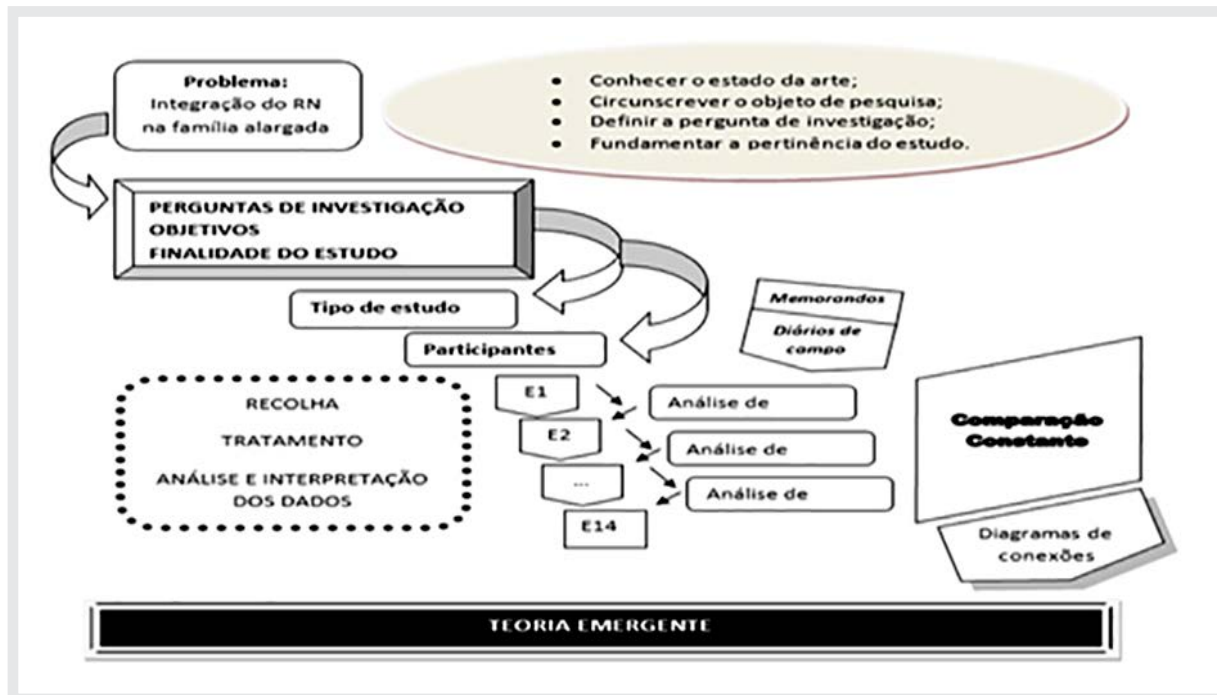 Problema:
Integração do RN
na família alargada
• Conhecer o estado da arte;
• Circunscrever o objeto de pesquisa;
• Definir a pergunta de investigação;
• Fundamentar a pertinência do estudo.
PERGUNTAS DE INVESTIGAÇÃO
OBJETIVOS
FINALIDADE DO ESTUDO
Tipo de estudo
Participantes
Memorandos
Diários de
campo
RECOLHA
TRATAMENTO
ANÁLISE E INTERPRETAÇÃO
DOS DADOS
E1
E2
...
E14
Análise de
Análise de
Análise de
Comparação
Constante
Diagramas de
conexões
TEORIA EMERGENTE